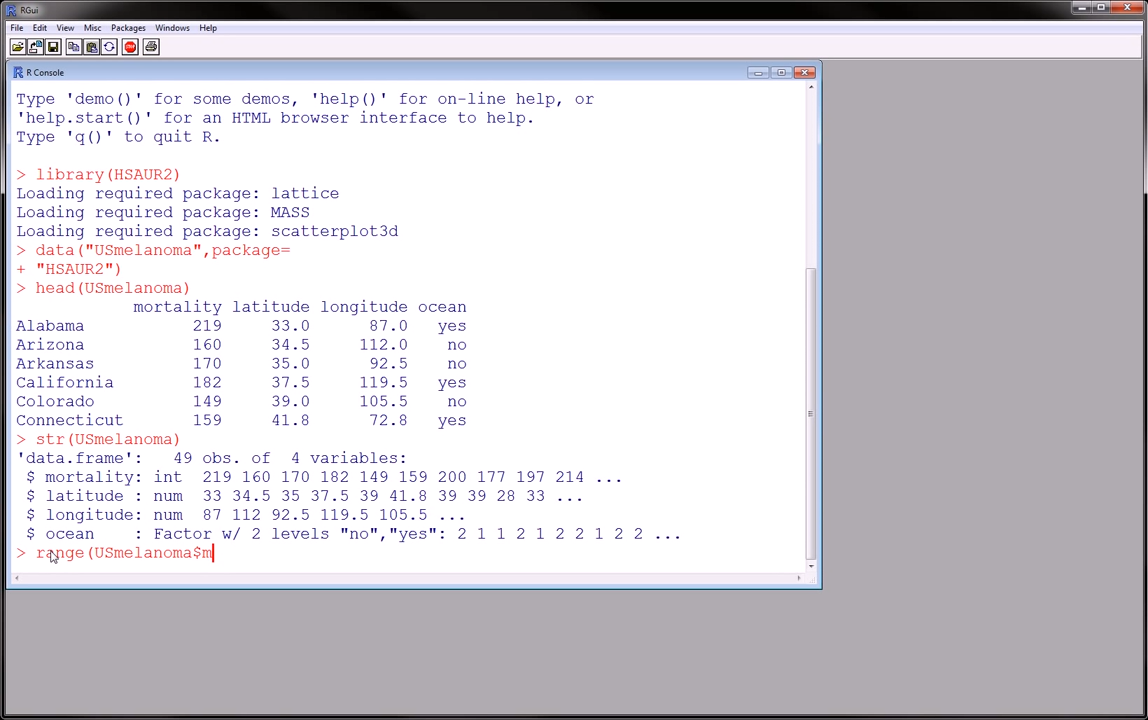 RGui
File Edit View Misc Packages Windows Help
STOP
R Console
Type 'demo()' for some demos, 'help()' for on-line help, or
'help.start()' for an HTML browser interface to help.
Type 'q()' to quit R.
> library(HSAUR2)
Loading required package: lattice
Loading required package: MASS
Loading required package: scatterplot3d
> data("USmelanoma",package=
+ "HSAUR2")
> head(USmelanoma)
mortality latitude longitude ocean
Alabama 219 33.0 87.0 yes
Arizona 160 34.5 112.0 no
Arkansas 170 35.0 92.5 no
California 182 37.5 119.5 yes
Colorado 149 39.0 105.5 no
Connecticut 159 41.8 72.8 yes
> str(USmelanoma)
'data.frame': 49 obs. of 4 variables:
$ mortality: int 219 160 170 182 149 159 200 177 197 214 ...
$ latitude : num 33 34.5 35 37.5 39 41.8 39 39 28 33 ...
$ longitude: num 87 112 92.5 119.5 105.5 ...
$ ocean : Factor w/ 2 levels "no","yes": 2 1 1 2 1 2 2 1 2 2 ...
> range(USmelanoma$m